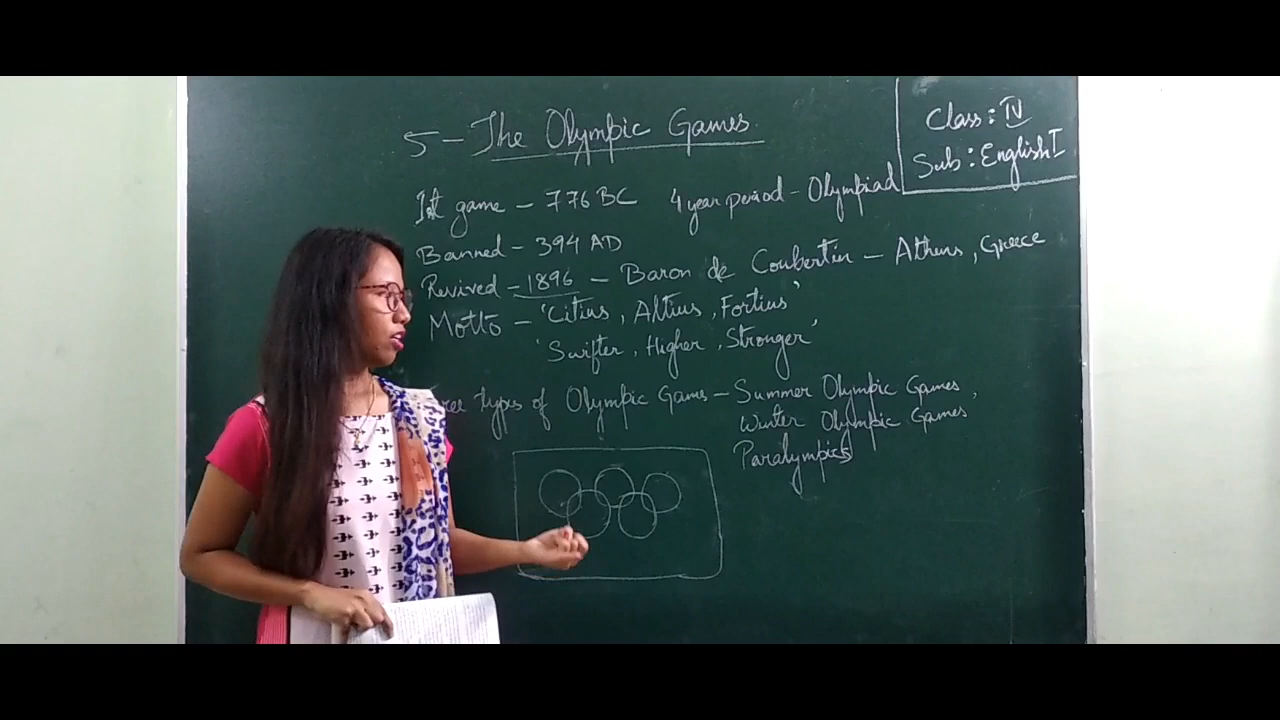 5 - The Olympic Games
Class : IV
Sub : English I
1st game - 776 BC 4 year period - Olympiad
Banned - 394 AD
Revived - 1896 - Baron de Coubertin - Athens, Greece
Motto - 'Citius, Altius, Fortius'
'Swifter, Higher, Stronger'
types of Olympic Games - Summer Olympic Games,
Winter Olympic Games
Paralympics